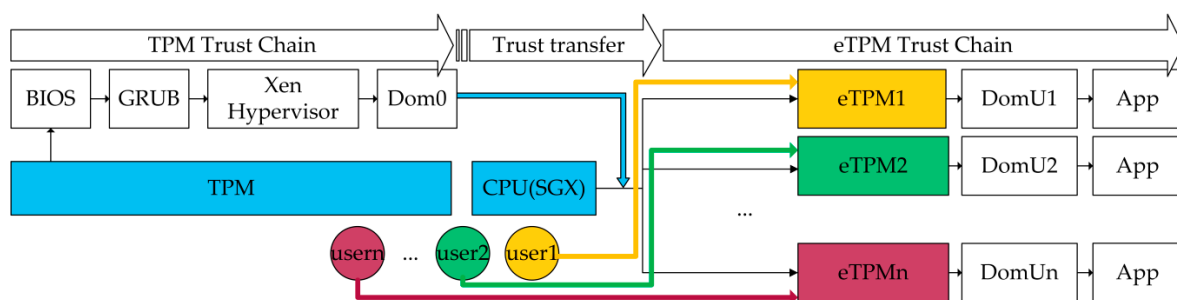 TPM Trust Chain
Trust transfer
eTPM Trust Chain
BIOS
GRUB
Xen
Hypervisor
Dom0
eTPM1
DomU1
App
TPM
CPU(SGX)
eTPM2
DomU2
App
...
usern
...
user2
user1
eTPMn
DomUn
App